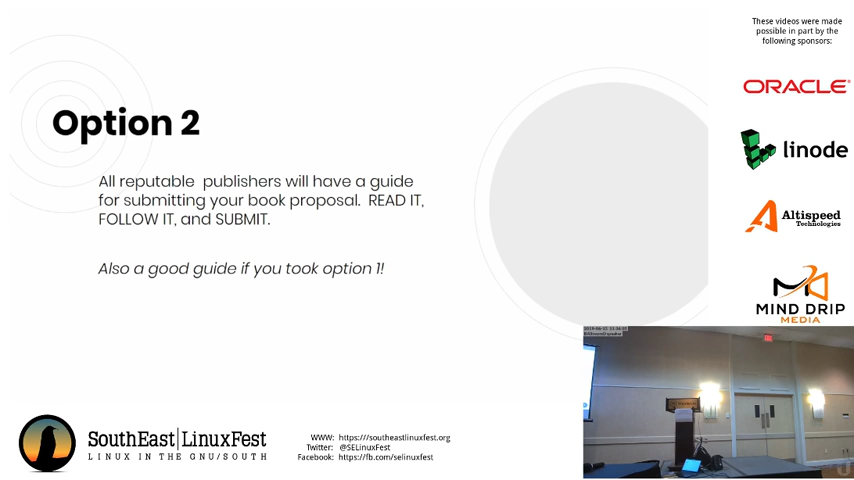 These videos were made
possible in part by the
following sponsors:
ORACLE
linode
Altispeed
Technologies
MIND DRIP
MEDIA
Option 2
All reputable publishers will have a guide
for submitting your book proposal. READ IT,
FOLLOW IT, and SUBMIT.
Also a good guide if you took option 1!
SouthEast|LinuxFest
LINUX IN THE GNU/SOUTH
WWW: https:///southeastlinuxfest.org
Twitter: @SELinuxFest
Facebook: https://fb.com/selinuxfest